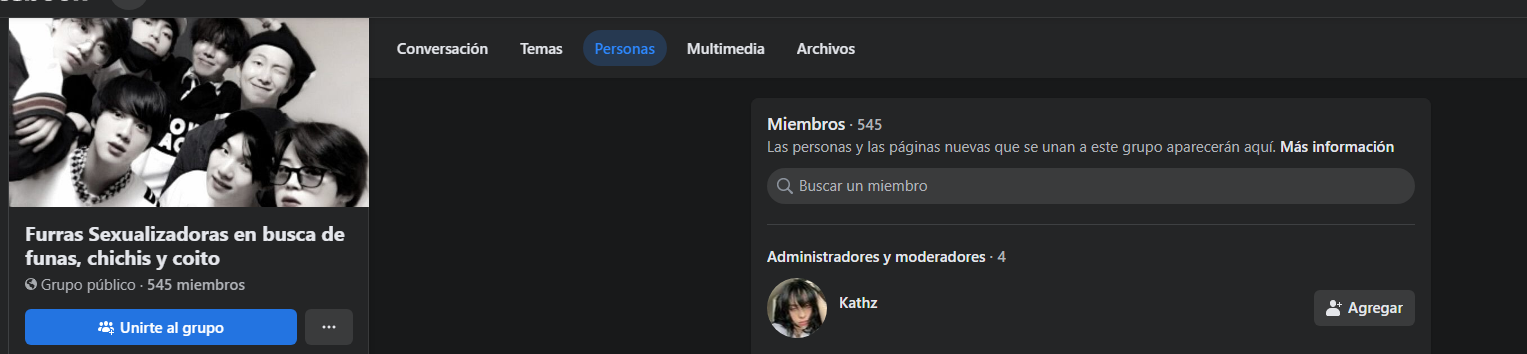 Conversación
Temas
Personas
Multimedia
Archivos
Furras Sexualizadoras en busca de
funas, chichis y coito
Grupo público · 545 miembros
Unirte al grupo
Miembros · 545
Las personas y las páginas nuevas que se unan a este grupo aparecerán aquí. Más información
Buscar un miembro
Administradores y moderadores · 4
Kathz
Agregar